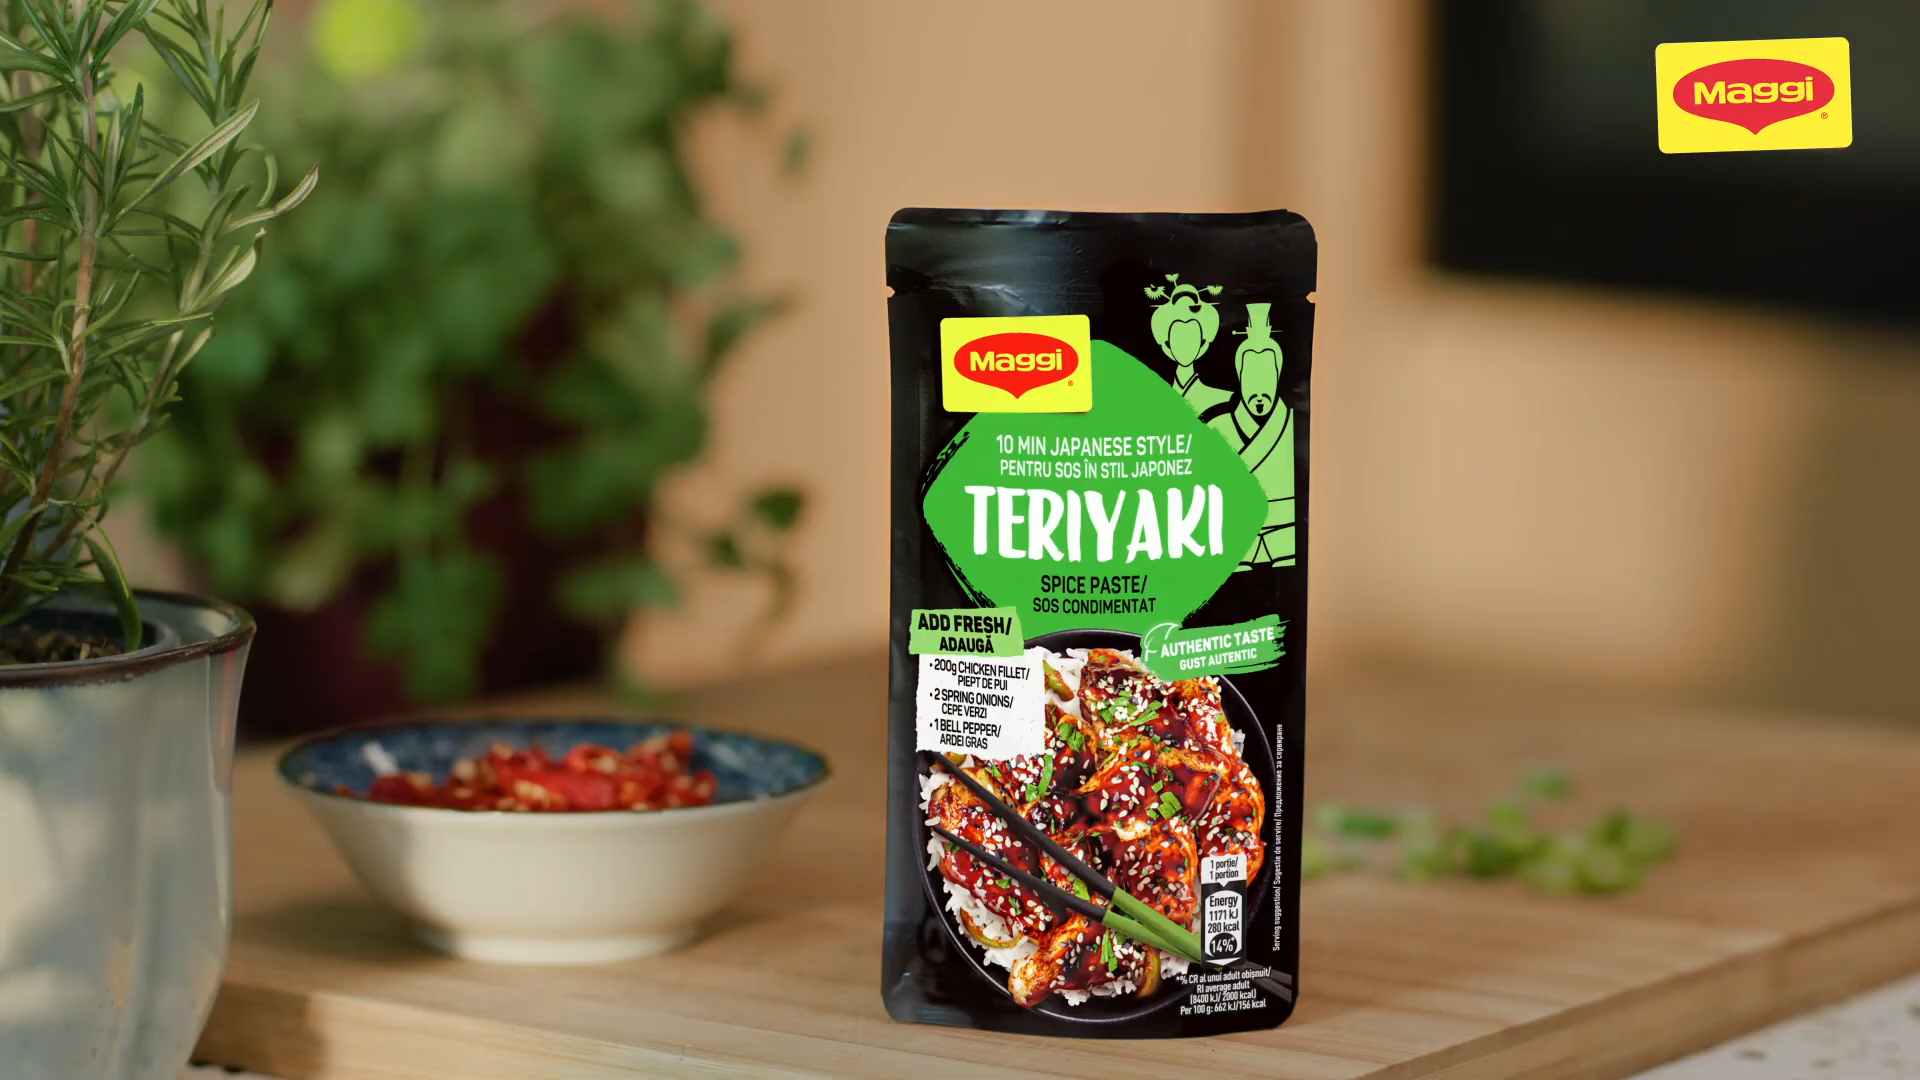 Maggi
Maggi
10 MIN JAPANESE STYLE/
PENTRU SOS ÎN STIL JAPONEZ
TERIYAKI
SPICE PASTE/
SOS CONDIMENTAT
ADD FRESH/
ADAUGĂ
• 200g CHICKEN FILLET/
PIEPT DE PUI
• 2 SPRING ONIONS/
CEPE VERZI
• 1 BELL PEPPER/
ARDEI GRAS
AUTHENTIC TASTE
GUST AUTENTIC
Serving suggestion/ Sugestie de servire/ Предложение за сервиране
1 porție/
1 portion
Energy
1171 kJ
280 kcal
14%*
*% CR al unui adult obișnuit/
RI average adult
(8400 kJ/ 2000 kcal)
Per 100 g: 662 kJ/156 kcal